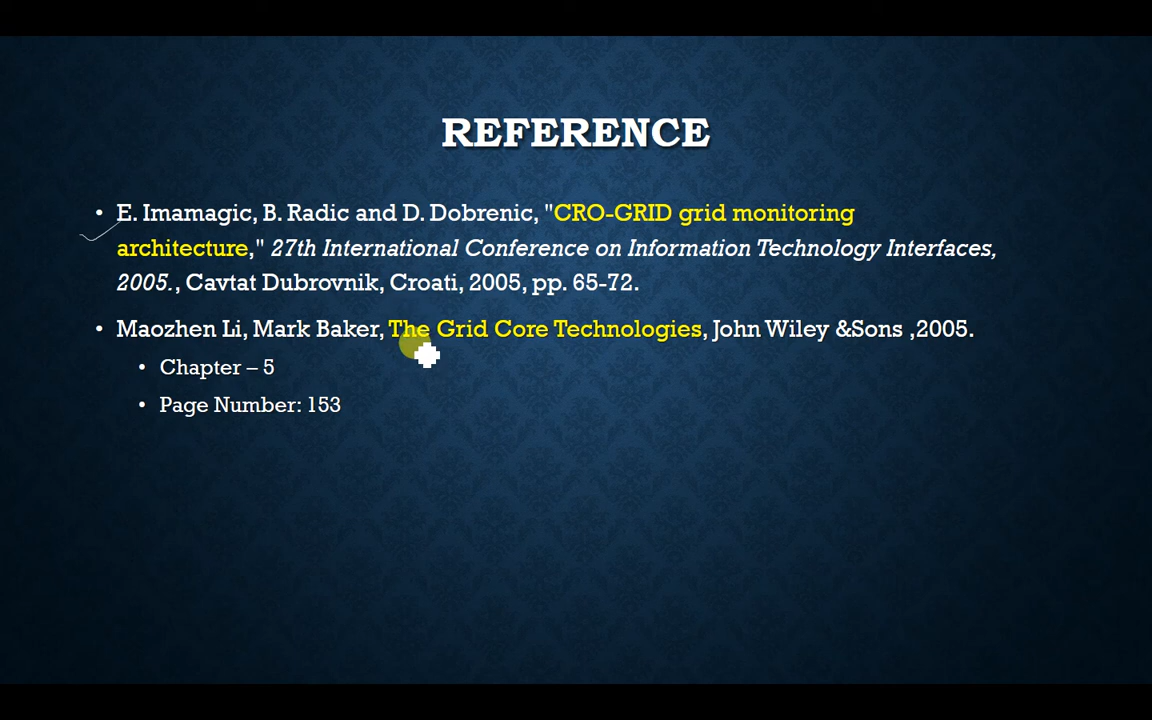 REFERENCE
• E. Imamagic, B. Radic and D. Dobrenic, "CRO-GRID grid monitoring
architecture," 27th International Conference on Information Technology Interfaces,
2005., Cavtat Dubrovnik, Croati, 2005, pp. 65-72.
• Maozhen Li, Mark Baker, The Grid Core Technologies, John Wiley &Sons ,2005.
• Chapter – 5
• Page Number: 153